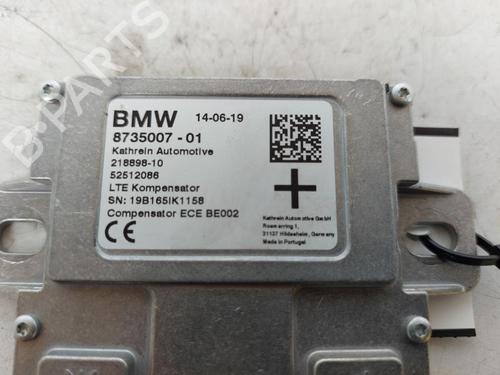 B-PARTS
BMW 14-06-19
8735007-01
Kathrein Automotive
218898-10
52512086
LTE Kompensator
SN: 19B165IK1158
Compensator ECE BE002
CE
Kathrein Automotive GmbH
Roemerring 1,
31137 Hildesheim, Germany
Made in Portugal